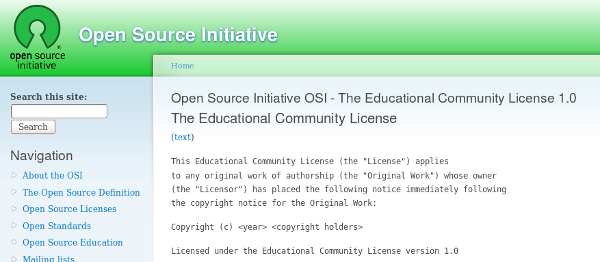 open source
initiative
Open Source Initiative
Home
Search this site:
Search
Navigation
About the OSI
The Open Source Definition
Open Source Licenses
Open Standards
Open Source Education
Mailing lists
Open Source Initiative OSI - The Educational Community License 1.0
The Educational Community License
(text)
This Educational Community License (the "License") applies
to any original work of authorship (the "Original Work") whose owner
(the "Licensor") has placed the following notice immediately following
the copyright notice for the Original Work:
Copyright (c) <year> <copyright holders>
Licensed under the Educational Community License version 1.0